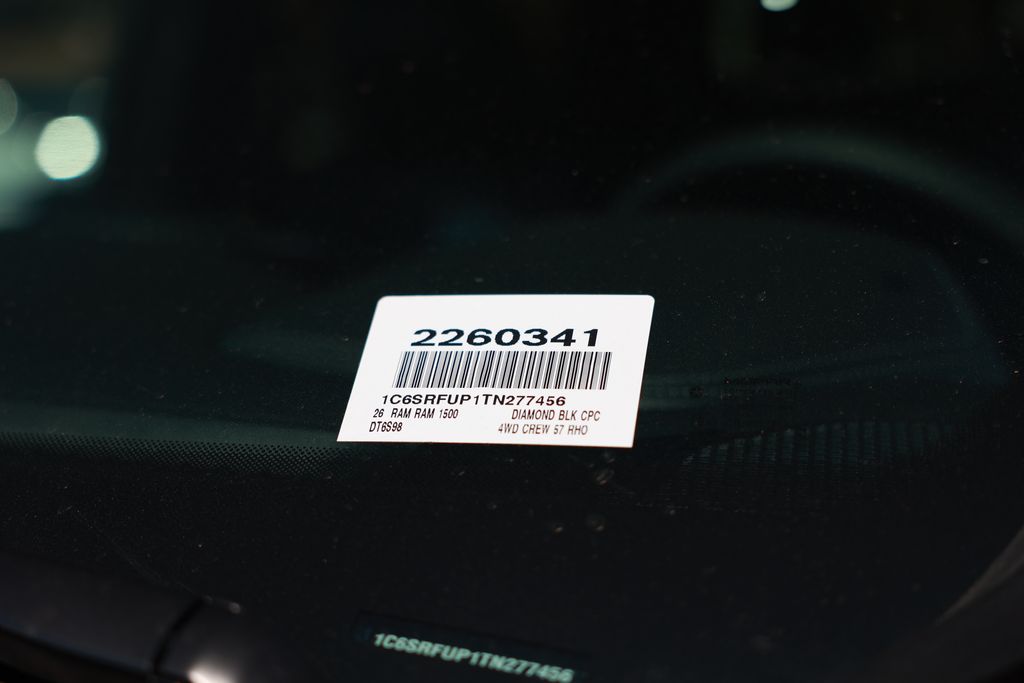 2260341
1C6SRFUP1TN277456
26 RAM RAM 1500 DIAMOND BLK CPC
DT6S98 4WD CREW 57 RHO
1C6SRFUP1TN277456